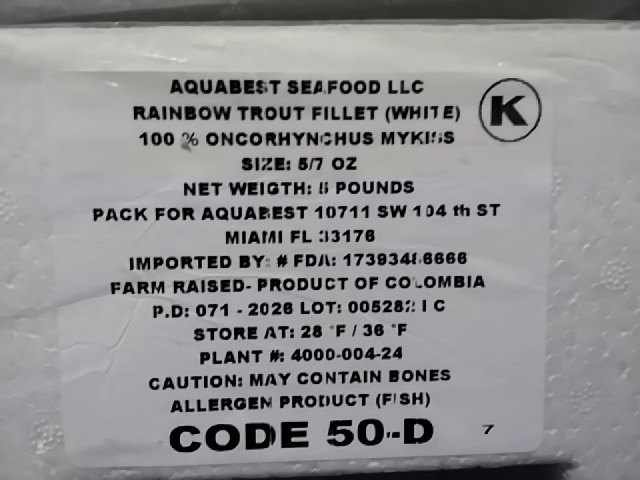 AQUABEST SEAFOOD LLC
RAINBOW TROUT FILLET (WHITE)
K
100 % ONCORHYNCHUS MYKISS
SIZE: 5/7 OZ
NET WEIGTH: POUNDS
PACK FOR AQUABEST 10711 SW 104 th ST
MIAMI FL 33176
IMPORTED BY: # FDA:
FARM RAISED- PRODUCT OF COLOMBIA
P.D: 071 - 2026 LOT: C
STORE AT: 28 °F / 36 °F
PLANT #: 4000-004-24
CAUTION: MAY CONTAIN BONES
ALLERGEN PRODUCT (FISH)
CODE 50-D
7